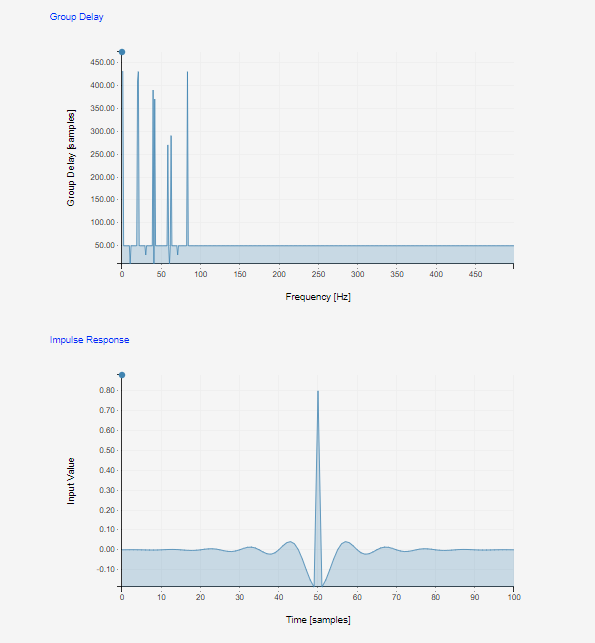 Group Delay
450.00
400.00
350.00
300.00
250.00
200.00
150.00
100.00
50.00
Group Delay [samples]
0 50 100 150 200 250 300 350 400 450
Frequency [Hz]
Impulse Response
0.80
0.70
0.60
0.50
0.40
0.30
0.20
0.10
0.00
-0.10
Input Value
0 10 20 30 40 50 60 70 80 90 100
Time [samples]